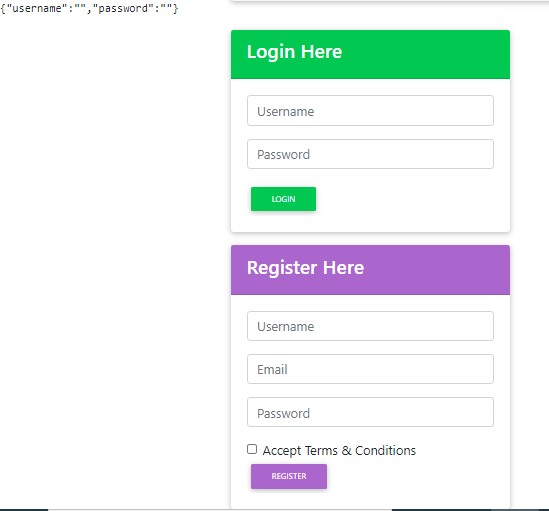 {"username":"","password":""}
Login Here
Username
Password
LOGIN
Register Here
Username
Email
Password
Accept Terms & Conditions
REGISTER